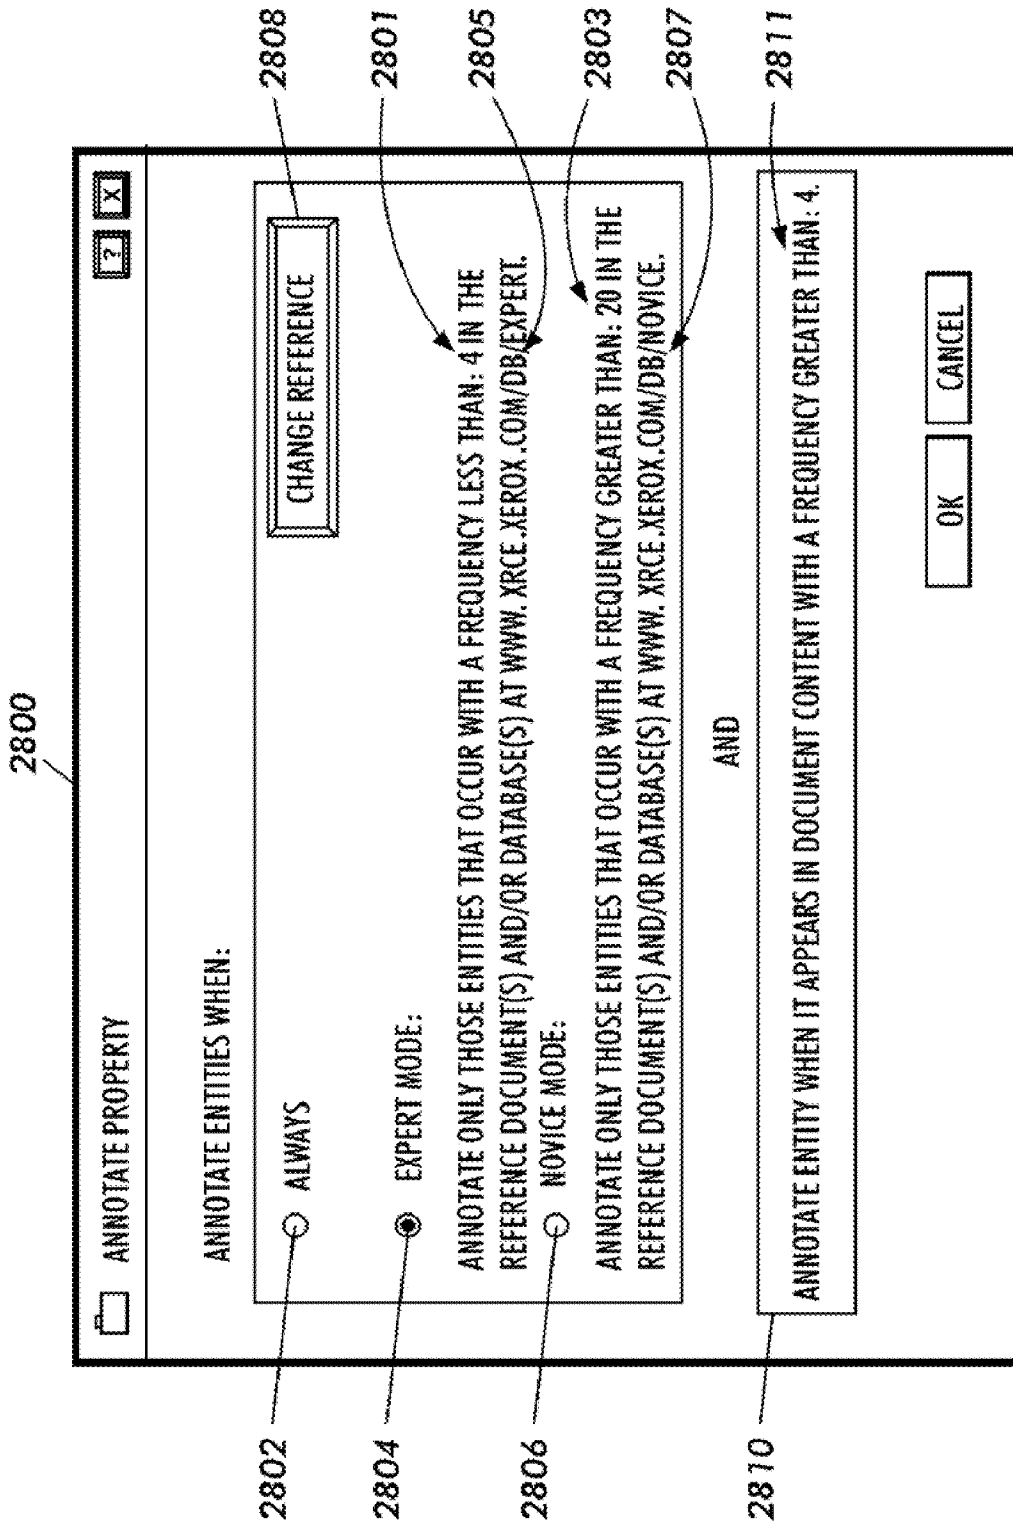 2800
ANNOTATE PROPERTY
? X
ANNOTATE ENTITIES WHEN:
2802
ALWAYS
CHANGE REFERENCE
2808
2804
EXPERT MODE:
2801
ANNOTATE ONLY THOSE ENTITIES THAT OCCUR WITH A FREQUENCY LESS THAN: 4 IN THE
REFERENCE DOCUMENT(S) AND/OR DATABASE(S) AT WWW. XRCE.XEROX.COM/DB/EXPERT.
2805
2806
NOVICE MODE:
2803
ANNOTATE ONLY THOSE ENTITIES THAT OCCUR WITH A FREQUENCY GREATER THAN: 20 IN THE
REFERENCE DOCUMENT(S) AND/OR DATABASE(S) AT WWW. XRCE.XEROX.COM/DB/NOVICE.
2807
AND
2810
ANNOTATE ENTITY WHEN IT APPEARS IN DOCUMENT CONTENT WITH A FREQUENCY GREATER THAN: 4.
2811
OK
CANCEL